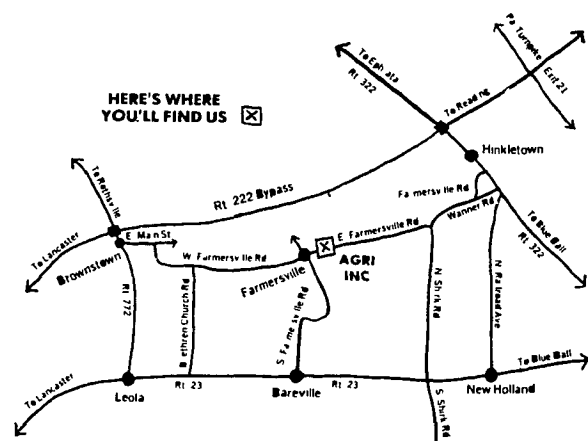 Pa Turnpike
Exit 21
To Ephrata
Rt 322
To Reading
HERE'S WHERE
YOU'LL FIND US
Hinkletown
To Rothsville
Rt. 222 Bypass
Farmersville Rd
Wanner Rd
E Main St
E Farmersville Rd
To Lancaster
Brownstown
W Farmersville Rd
Farmersville
AGRI
INC
To Blue Ball
Rt 322
Rt 772
Brethren Church Rd
S Farmersville Rd
N Shirk Rd
N Railroad Ave
To Blue Ball
To Lancaster
Leola
Rt. 23
Bareville
Rt. 23
New Holland
S Shirk Rd